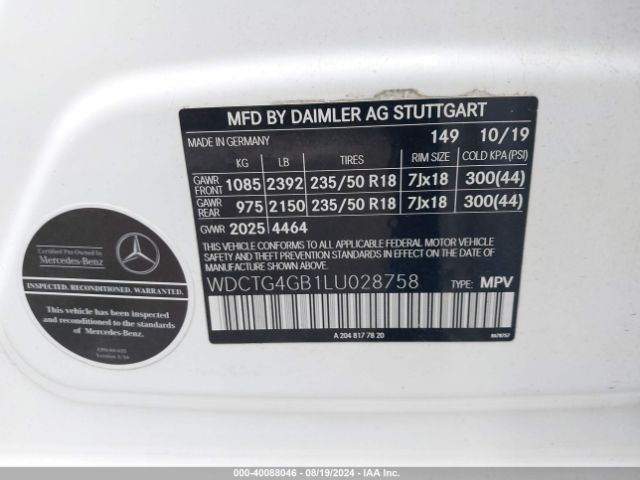 MFD BY DAIMLER AG STUTTGART
MADE IN GERMANY 149 10/19
KG LB TIRES RIM SIZE COLD KPA (PSI)
GAWR FRONT 1085 2392 235/50 R18 7Jx18 300(44)
GAWR REAR 975 2150 235/50 R18 7Jx18 300(44)
GVWR 2025 4464
THIS VEHICLE CONFORMS TO ALL APPLICABLE FEDERAL MOTOR VEHICLE
SAFETY, BUMPER, AND THEFT PREVENTION STANDARDS IN EFFECT
ON THE DATE OF MANUFACTURE SHOWN ABOVE.
WDCTG4GB1LU028758 TYPE: MPV
A 204 817 78 20
Certified Pre-Owned by
Mercedes-Benz
INSPECTED. RECONDITIONED.
This vehicle has been
inspected and reconditioned
to the standards
of Mercedes-Benz.
000-40088046 - 08/19/2024 - IAA Inc.